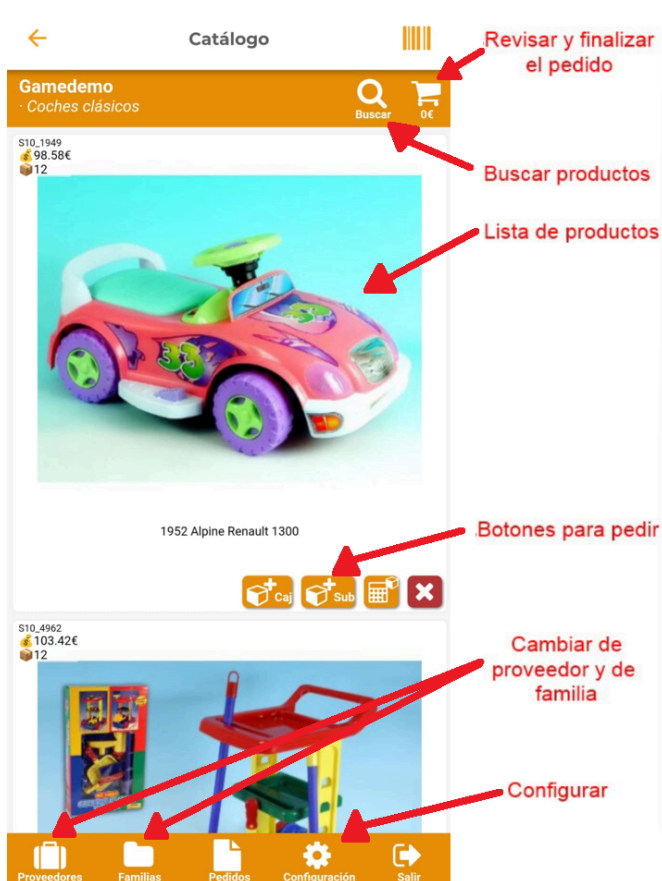 Catálogo
Revisar y finalizar
el pedido
Gamedemo
· Coches clásicos
Buscar
0€
S10_1949
98.58€
12
Buscar productos
Lista de productos
33
33
1952 Alpine Renault 1300
Botones para pedir
Caj
Sub
S10_4962
103.42€
12
Cambiar de
proveedor y de
familia
Configurar
Proveedores
Familias
Pedidos
Configuración
Salir